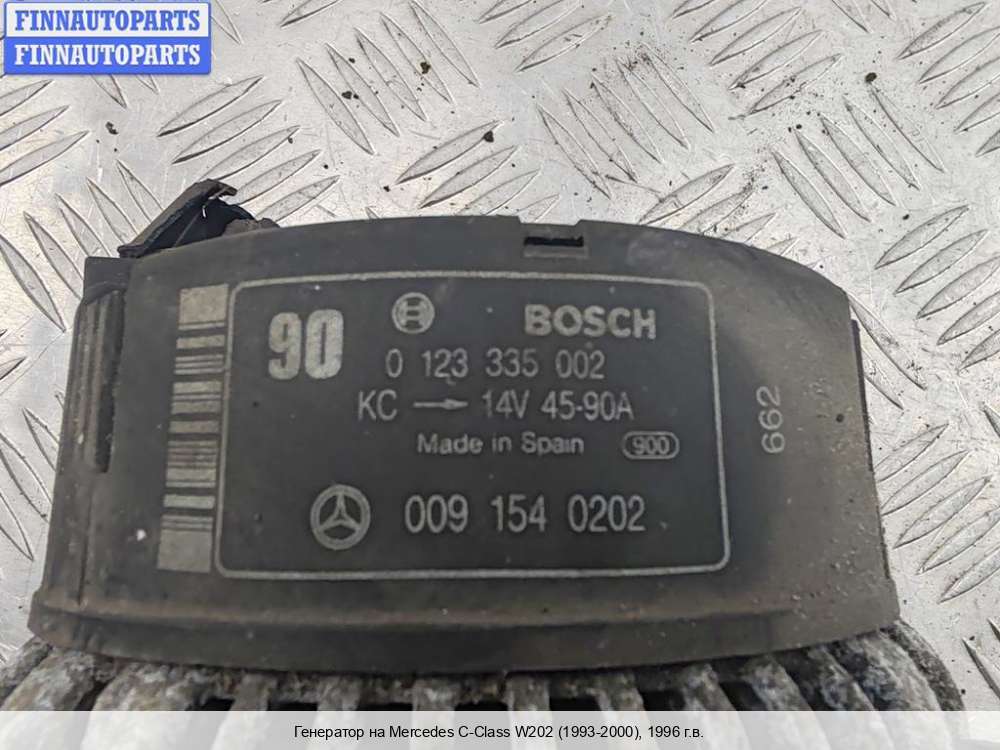 FINNAUTOPARTS
FINNAUTOPARTS
90
BOSCH
0 123 335 002
KC → 14V 45-90A
Made in Spain 900
009 154 0202
662
Генератор на Mercedes C-Class W202 (1993-2000), 1996 г.в.